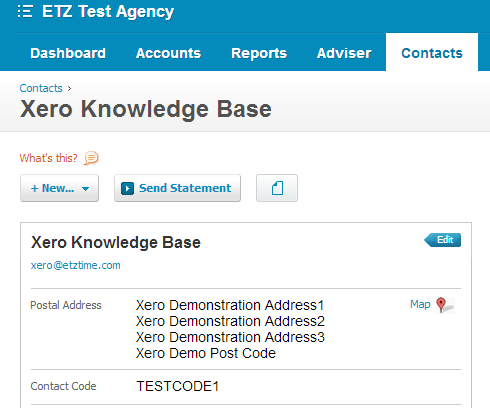 ETZ Test Agency
Dashboard Accounts Reports Adviser Contacts
Contacts ›
Xero Knowledge Base
What's this?
+ New... Send Statement
Xero Knowledge Base Edit
xero@etztime.com
Postal Address Xero Demonstration Address1 Map
Xero Demonstration Address2
Xero Demonstration Address3
Xero Demo Post Code
Contact Code TESTCODE1